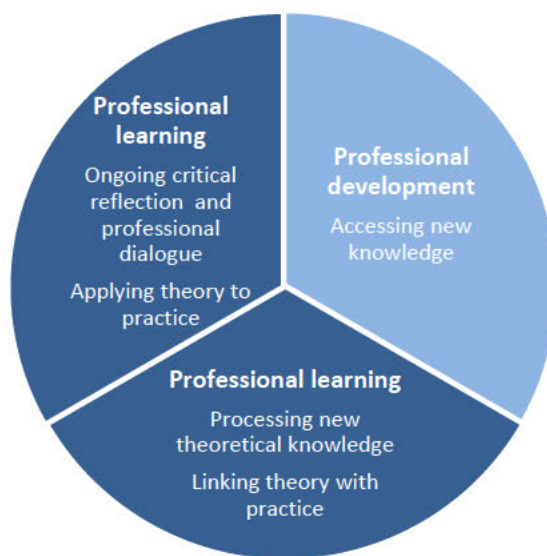 Professional
learning
Ongoing critical
reflection and
professional
dialogue
Applying theory to
practice
Professional
development
Accessing new
knowledge
Professional learning
Processing new
theoretical knowledge
Linking theory with
practice